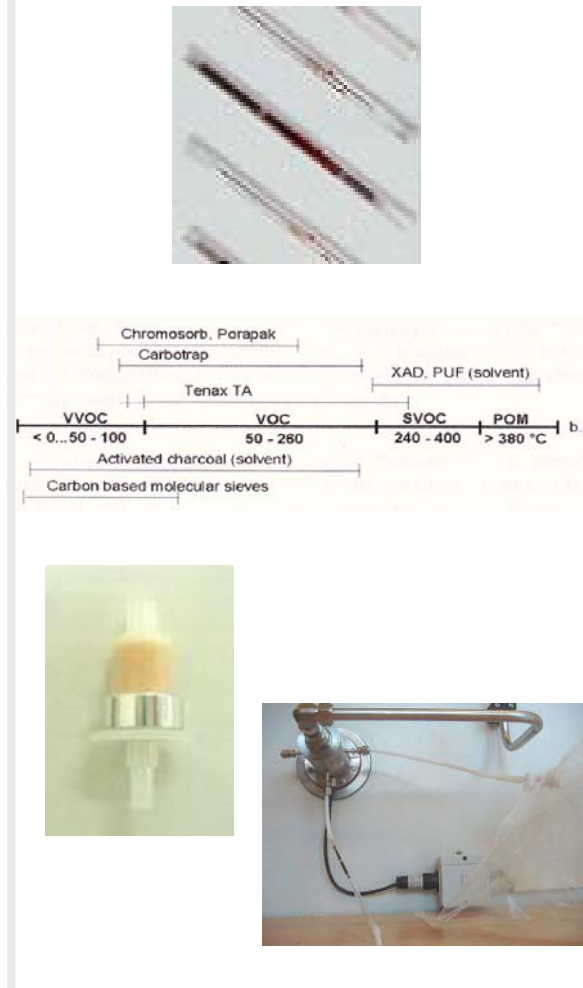 Chromosorb, Porapak
Carbotrap
XAD, PUF (solvent)
Tenax TA
VVOC VOC SVOC POM b.
< 0...50 - 100 50 - 260 240 - 400 > 380 °C
Activated charcoal (solvent)
Carbon based molecular sieves